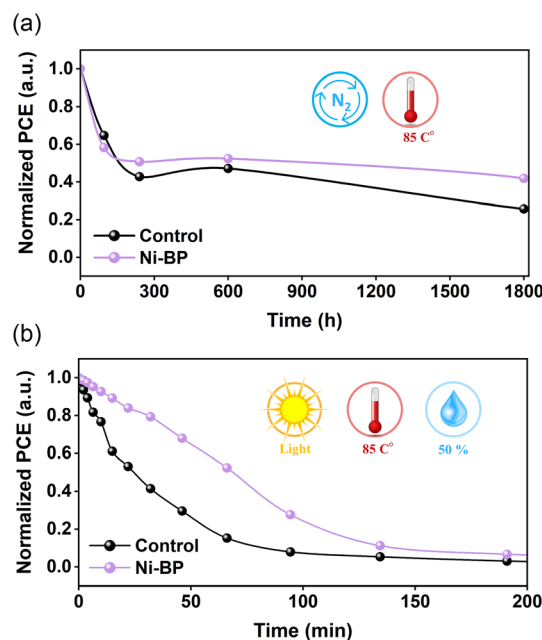 (a)
Normalized PCE (a.u.)
1.0
0.8
0.6
0.4
0.2
0.0
N2
85 C°
Control
Ni-BP
0 300 600 900 1200 1500 1800
Time (h)
(b)
Normalized PCE (a.u.)
1.0
0.8
0.6
0.4
0.2
0.0
Light
85 C°
50 %
Control
Ni-BP
0 50 100 150 200
Time (min)